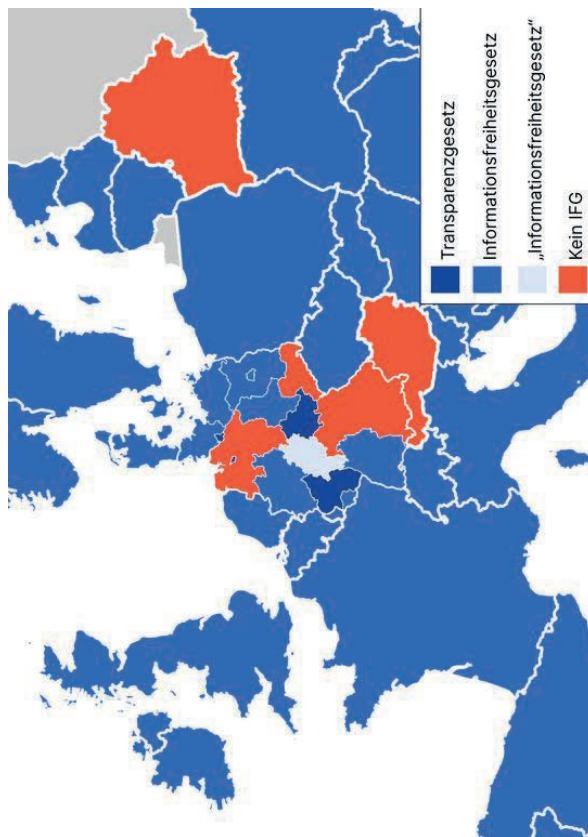 Transparenzgesetz
Informationsfreiheitsgesetz
„Informationsfreiheitsgesetz“
Kein IFG